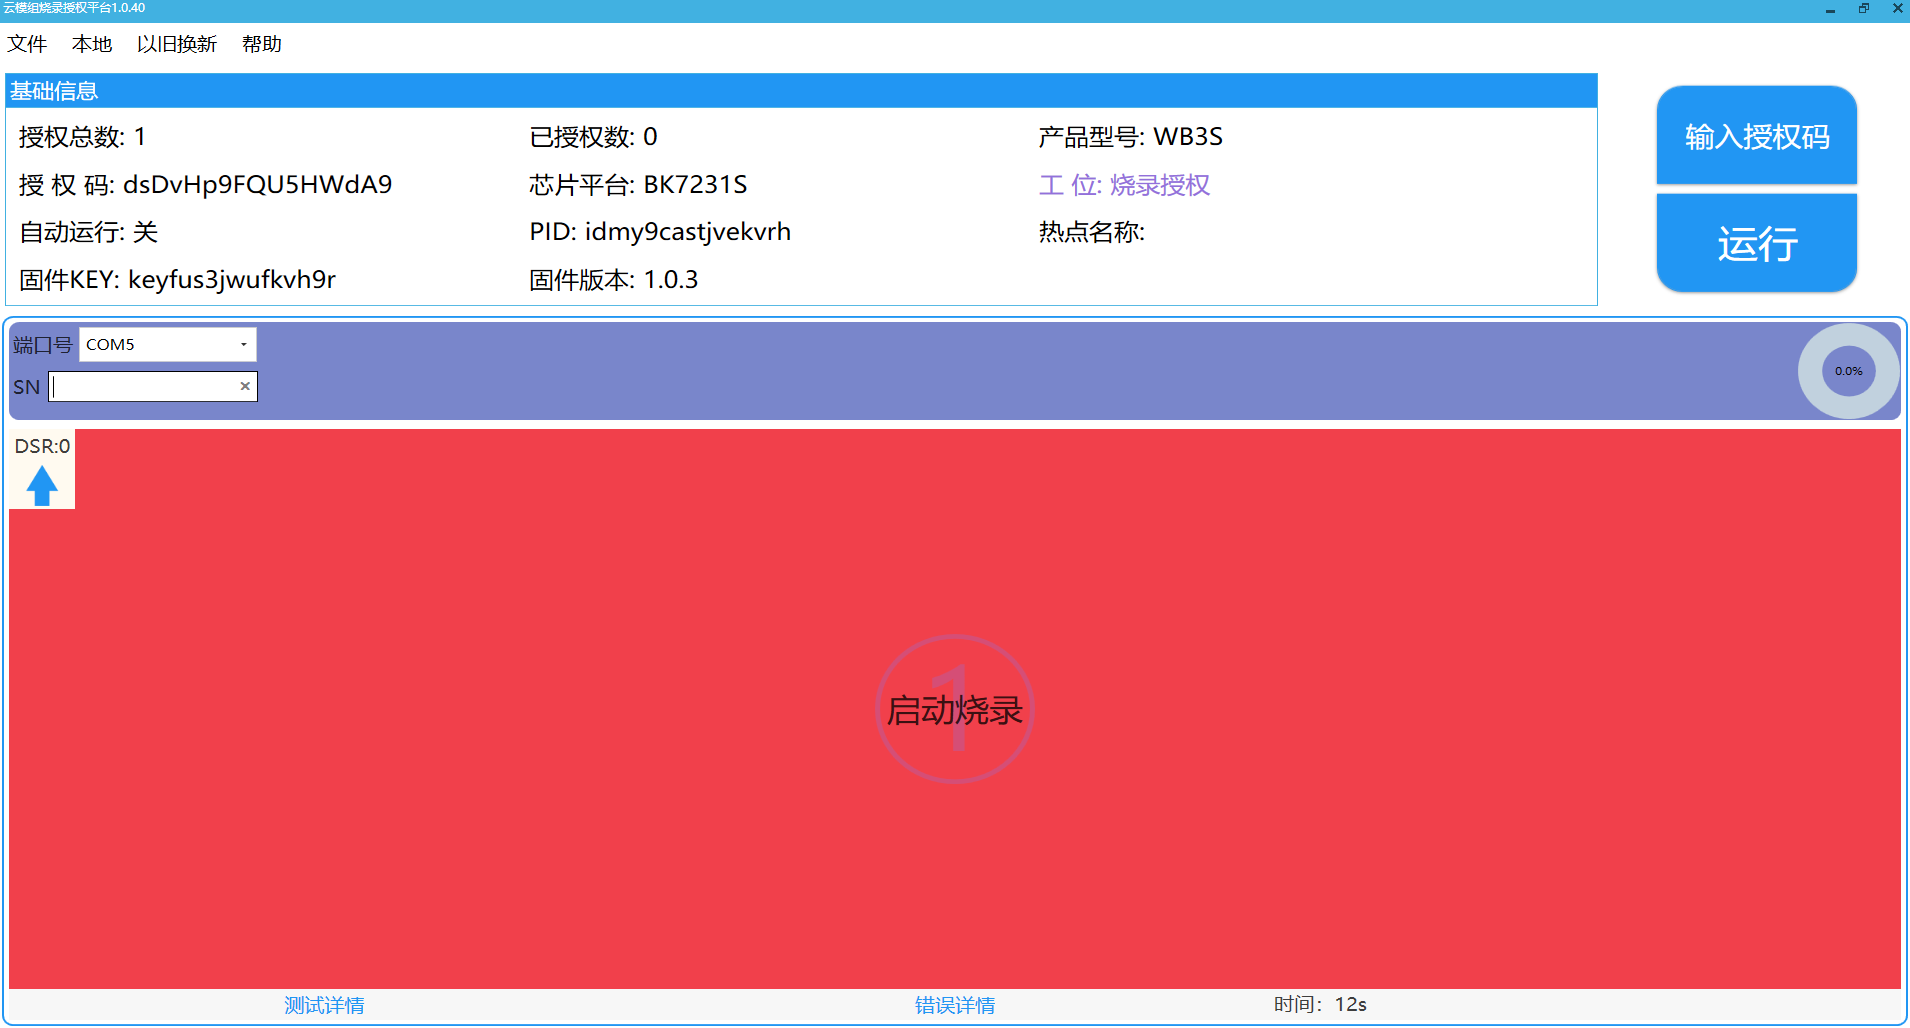 云模组烧录授权平台1.0.40
文件 本地 以旧换新 帮助
基础信息
授权总数: 1 已授权数: 0 产品型号: WB3S
授 权 码: dsDvHp9FQU5HWdA9 芯片平台: BK7231S 工 位: 烧录授权
自动运行: 关 PID: idmy9castjvekvrh 热点名称:
固件KEY: keyfus3jwufkvh9r 固件版本: 1.0.3
输入授权码
运行
端口号 COM5
SN
0.0%
DSR:0
1
启动烧录
测试详情 错误详情 时间：12s